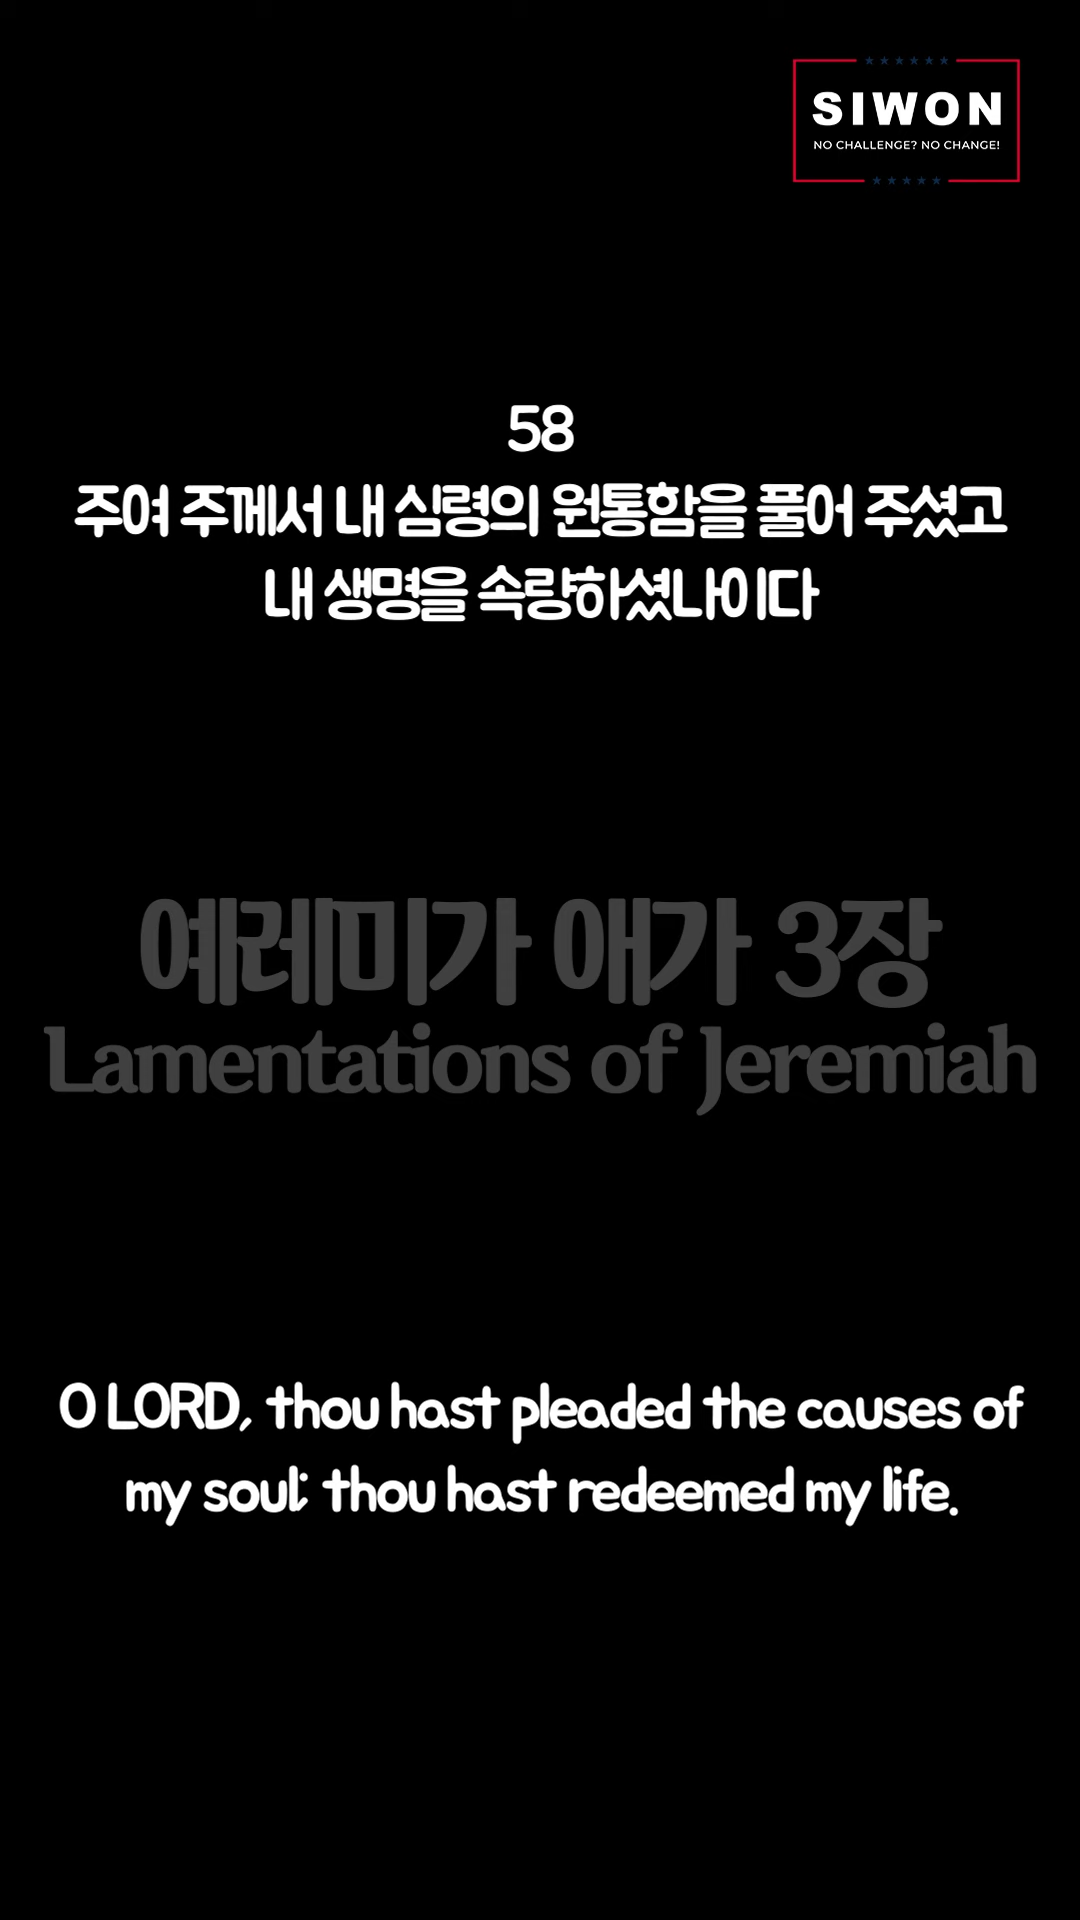 SIWON
NO CHALLENGE? NO CHANGE!
58
주여 주께서 내 심령의 원통함을 풀어 주셨고
내 생명을 속량하셨나이다
예레미가 애가 3장
Lamentations of Jeremiah
O LORD, thou hast pleaded the causes of
my soul; thou hast redeemed my life.